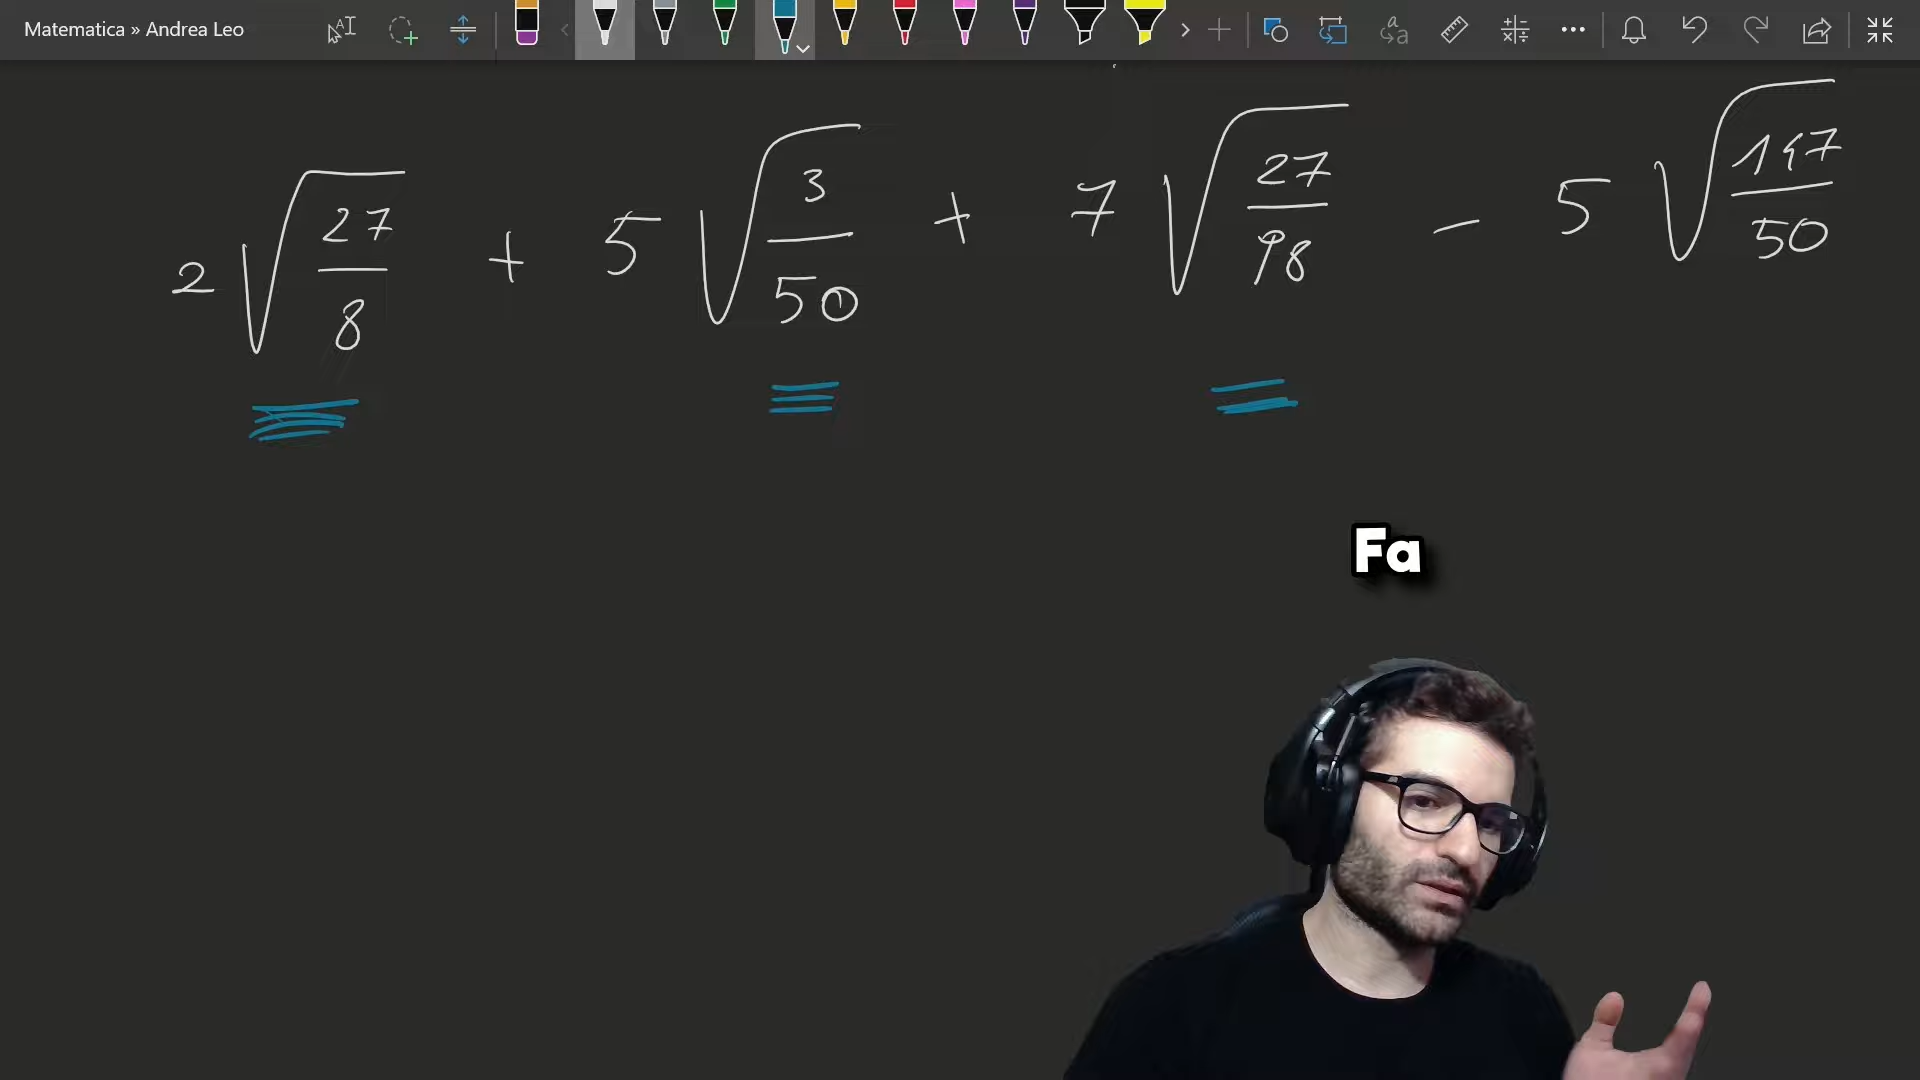 Matematica » Andrea Leo
2 √27/8 + 5 √3/50 + 7 √27/98 - 5 √147/50
Fa